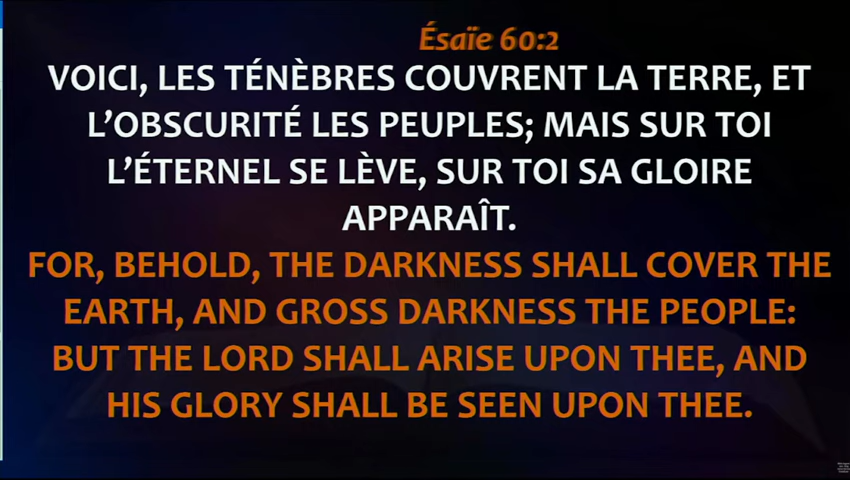 Ésaïe 60:2
VOICI, LES TÉNÈBRES COUVRENT LA TERRE, ET
L’OBSCURITÉ LES PEUPLES; MAIS SUR TOI
L’ÉTERNEL SE LÈVE, SUR TOI SA GLOIRE
APPARAÎT.
FOR, BEHOLD, THE DARKNESS SHALL COVER THE
EARTH, AND GROSS DARKNESS THE PEOPLE:
BUT THE LORD SHALL ARISE UPON THEE, AND
HIS GLORY SHALL BE SEEN UPON THEE.